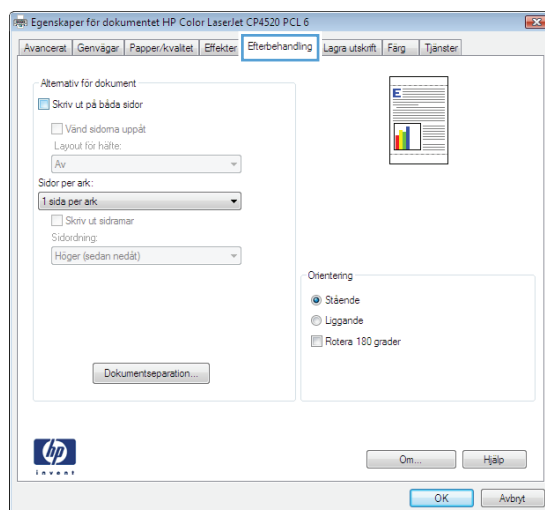 Egenskaper för dokumentet HP Color LaserJet CP4520 PCL 6
Avancerat Genvägar Papper/kvalitet Effekter Efterbehandling Lagra utskrift Färg Tjänster
Alternativ för dokument
Skriv ut på båda sidor
Vänd sidorna uppåt
Layout för häfte:
Av
Sidor per ark:
1 sida per ark
Skriv ut sidramar
Sidordning:
Höger (sedan nedåt)
Dokumentseparation...
E
Orientering
Stående
Liggande
Rotera 180 grader
hp
invent
Om... Hjälp
OK Avbryt